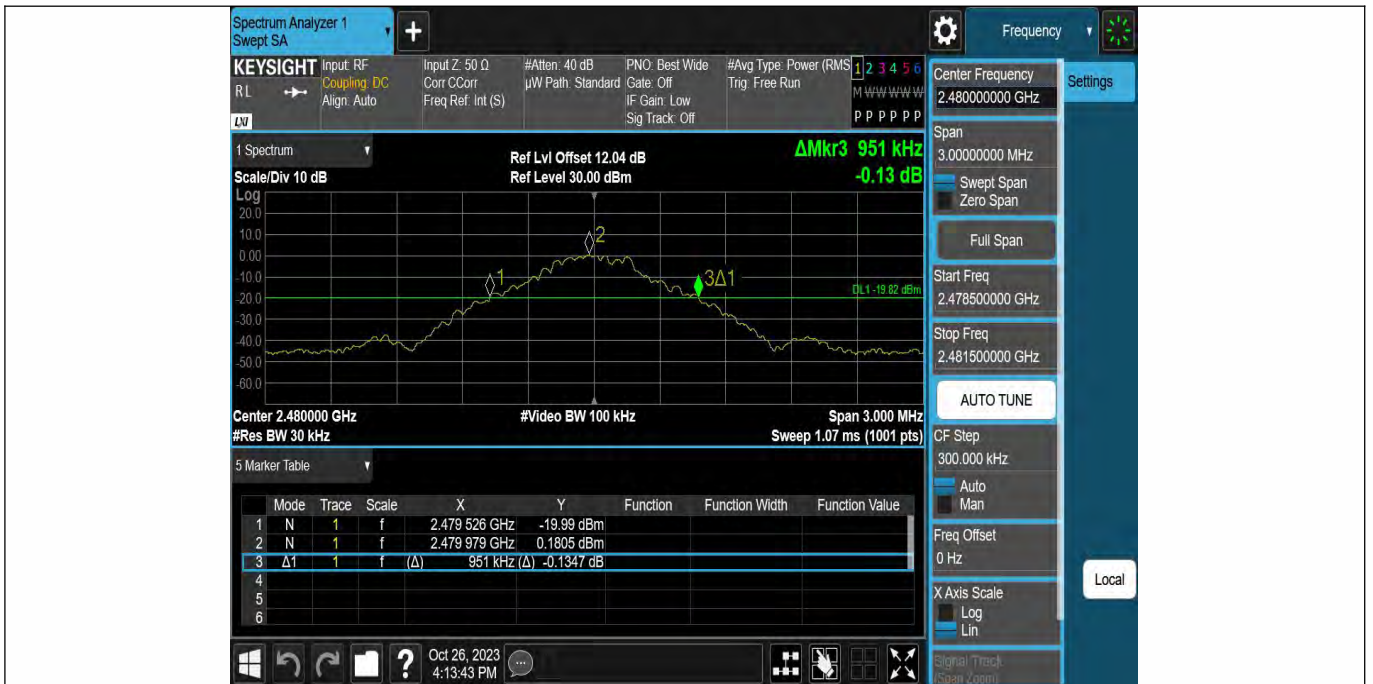 Spectrum Analyzer 1
Swept SA
+
Frequency
KEYSIGHT Input: RF Input Z: 50 Ω #Atten: 40 dB PNO: Best Wide #Avg Type: Power (RMS 1 2 3 4 5 6
RL Coupling: DC Corr CCorr µW Path: Standard Gate: Off Trig: Free Run M W W W W W
Align: Auto Freq Ref: Int (S) IF Gain: Low
LXI Sig Track: Off P P P P P P
1 Spectrum
Scale/Div 10 dB
Ref Lvl Offset 12.04 dB
Ref Level 30.00 dBm
ΔMkr3 951 kHz
-0.13 dB
Log
20.0
10.0
0.00
-10.0
-20.0
-30.0
-40.0
-50.0
-60.0
1
2
3Δ1
DL1 -19.82 dBm
Center 2.480000 GHz #Video BW 100 kHz Span 3.000 MHz
#Res BW 30 kHz Sweep 1.07 ms (1001 pts)
5 Marker Table
Mode Trace Scale X Y Function Function Width Function Value
1 N 1 f 2.479 526 GHz -19.99 dBm
2 N 1 f 2.479 979 GHz 0.1805 dBm
3 Δ1 1 f (Δ) 951 kHz (Δ) -0.1347 dB
4
5
6
?
Oct 26, 2023
4:13:43 PM
Center Frequency
2.480000000 GHz
Settings
Span
3.00000000 MHz
Swept Span
Zero Span
Full Span
Start Freq
2.478500000 GHz
Stop Freq
2.481500000 GHz
AUTO TUNE
CF Step
300.000 kHz
Auto
Man
Freq Offset
0 Hz
X Axis Scale
Log
Lin
Signal Track
(Span Zoom)
Local